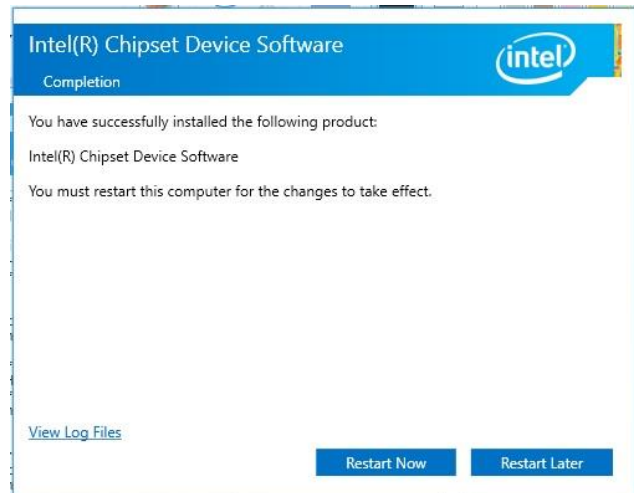 Intel(R) Chipset Device Software
intel
Completion
You have successfully installed the following product:
Intel(R) Chipset Device Software
You must restart this computer for the changes to take effect.
View Log Files
Restart Now
Restart Later